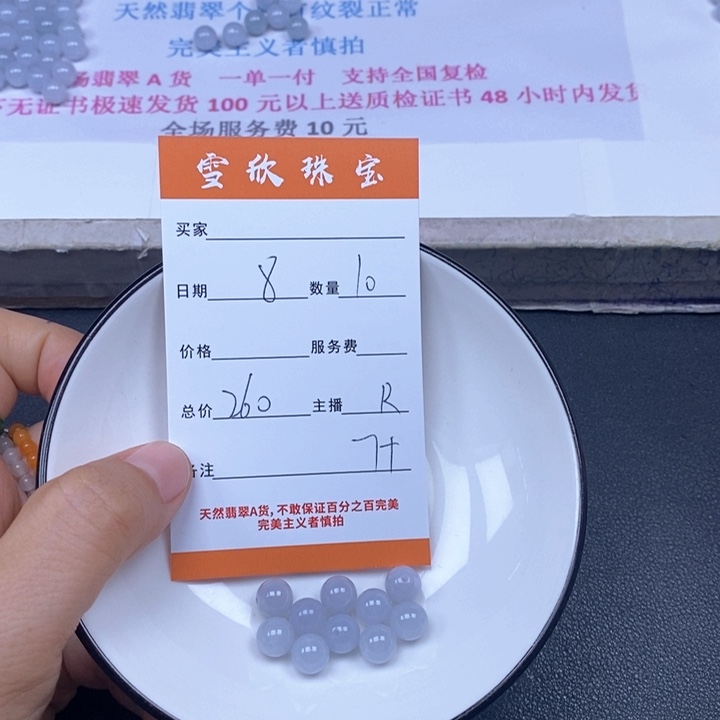 天然翡翠个 有纹裂正常
完美主义者慎拍
场翡翠 A 货 一单一付 支持全国复检
下无证书极速发货 100 元以上送质检证书 48 小时内发货
全场服务费 10 元
雪欣珠宝
买家
日期 8 数量 10
价格 服务费
总价 260 主播 R
备注 7+
天然翡翠A货,不敢保证百分之百完美
完美主义者慎拍